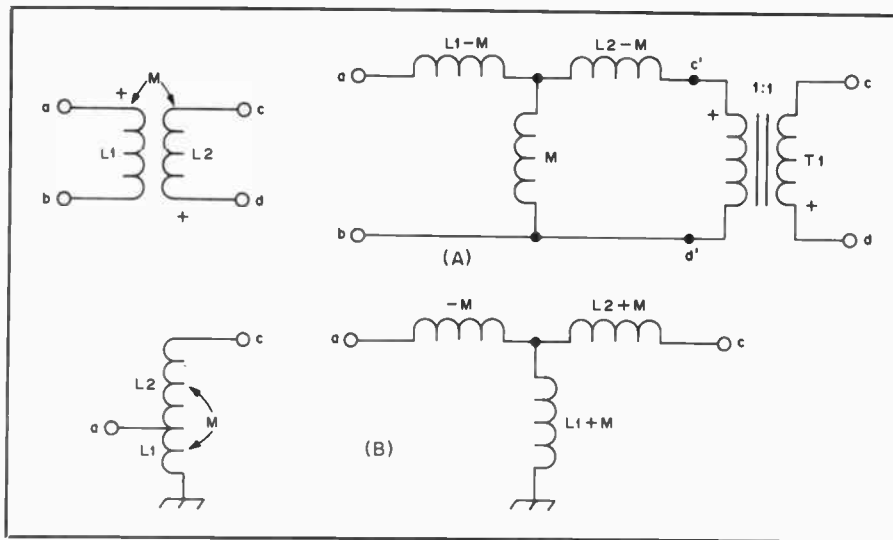 M
+
a
c
L1
L2
b
d
+
L1-M
L2-M
a
c'
1:1
c
+
M
T1
+
b
d'
d
(A)
c
L2
M
a
L1
-M
L2+M
a
c
L1+M
(B)